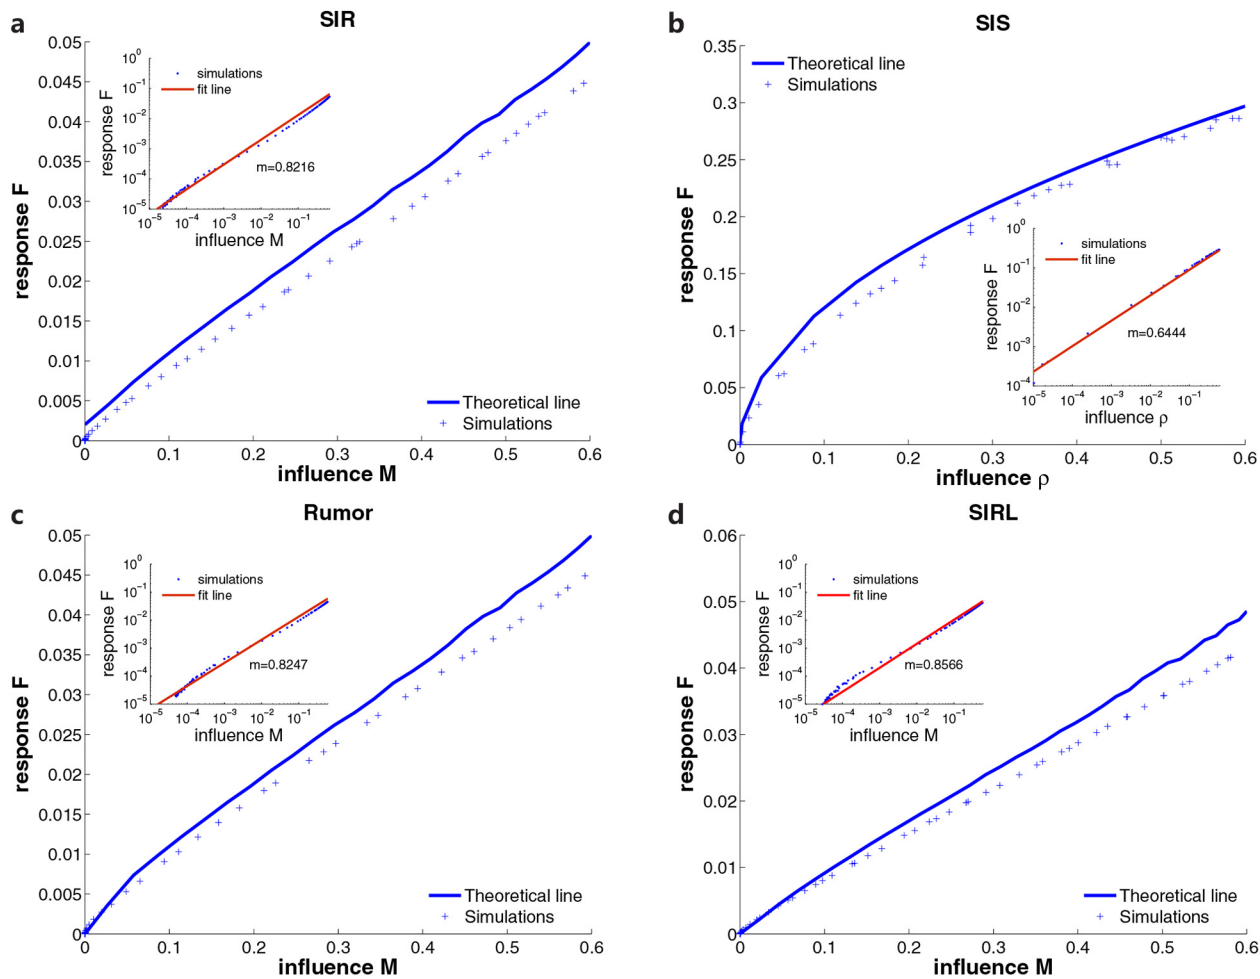 a
SIR
0.05
0.045
0.04
0.035
0.03
0.025
0.02
0.015
0.01
0.005
0
response F
10^0
10^-1
10^-2
10^-3
10^-4
10^-5
response F
simulations
fit line
m=0.8216
10^-5 10^-4 10^-3 10^-2 10^-1
influence M
Theoretical line
Simulations
0 0.1 0.2 0.3 0.4 0.5 0.6
influence M
b
SIS
0.35
0.3
0.25
0.2
0.15
0.1
0.05
0
response F
Theoretical line
Simulations
10^0
10^-1
10^-2
10^-3
10^-4
response F
simulations
fit line
m=0.6444
10^-5 10^-4 10^-3 10^-2 10^-1
influence ρ
0 0.1 0.2 0.3 0.4 0.5 0.6
influence ρ
c
Rumor
0.05
0.045
0.04
0.035
0.03
0.025
0.02
0.015
0.01
0.005
0
response F
10^0
10^-1
10^-2
10^-3
10^-4
10^-5
response F
simulations
fit line
m=0.8247
10^-5 10^-4 10^-3 10^-2 10^-1
influence M
Theoretical line
Simulations
0 0.1 0.2 0.3 0.4 0.5 0.6
influence M
d
SIRL
0.06
0.05
0.04
0.03
0.02
0.01
0
response F
10^0
10^-1
10^-2
10^-3
10^-4
10^-5
response F
simulations
fit line
m=0.8566
10^-5 10^-4 10^-3 10^-2 10^-1
influence M
Theoretical line
Simulations
0 0.1 0.2 0.3 0.4 0.5 0.6
influence M